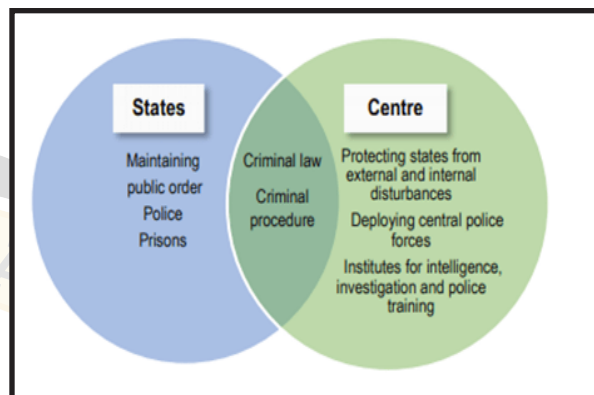 States
Maintaining
public order
Police
Prisons
Criminal law
Criminal
procedure
Centre
Protecting states from
external and internal
disturbances
Deploying central police
forces
Institutes for intelligence,
investigation and police
training